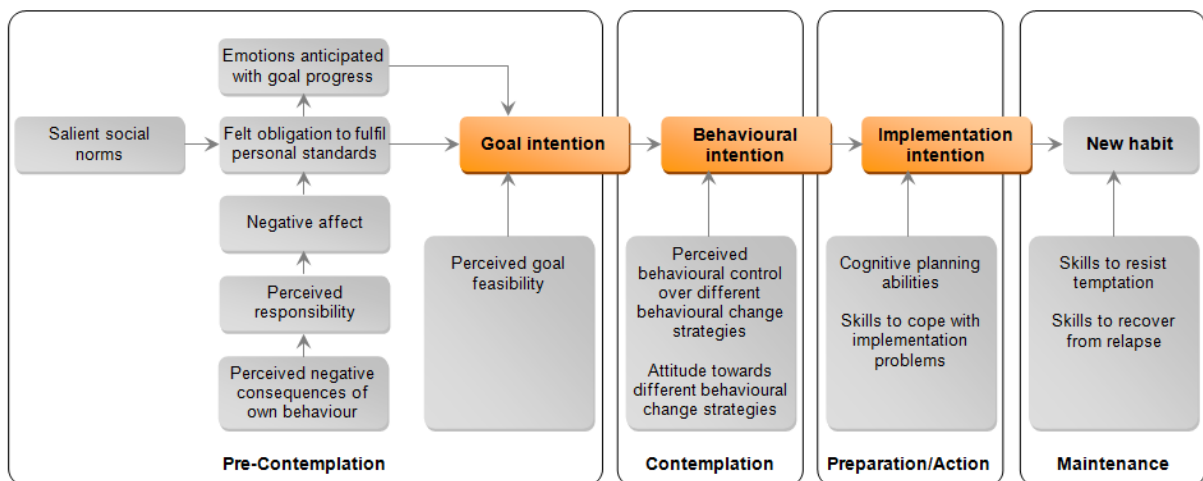 Emotions anticipated
with goal progress
Salient social
norms
Felt obligation to fulfil
personal standards
Goal intention
Behavioural
intention
Implementation
intention
New habit
Negative affect
Perceived
responsibility
Perceived negative
consequences of
own behaviour
Perceived goal
feasibility
Perceived
behavioural control
over different
behavioural change
strategies
Attitude towards
different behavioural
change strategies
Cognitive planning
abilities
Skills to cope with
implementation
problems
Skills to resist
temptation
Skills to recover
from relapse
Pre-Contemplation
Contemplation
Preparation/Action
Maintenance